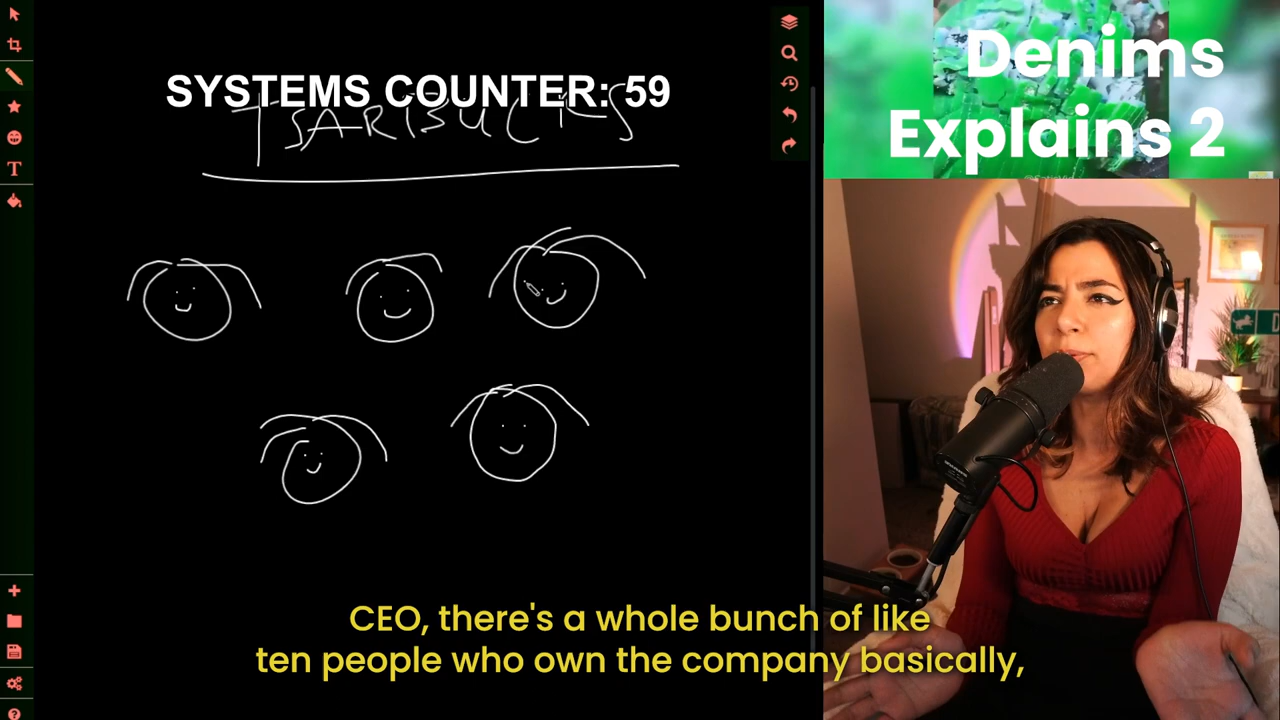 SYSTEMS COUNTER: 59
TSARBUCKS
Denims
Explains 2
CEO, there's a whole bunch of like
ten people who own the company basically,